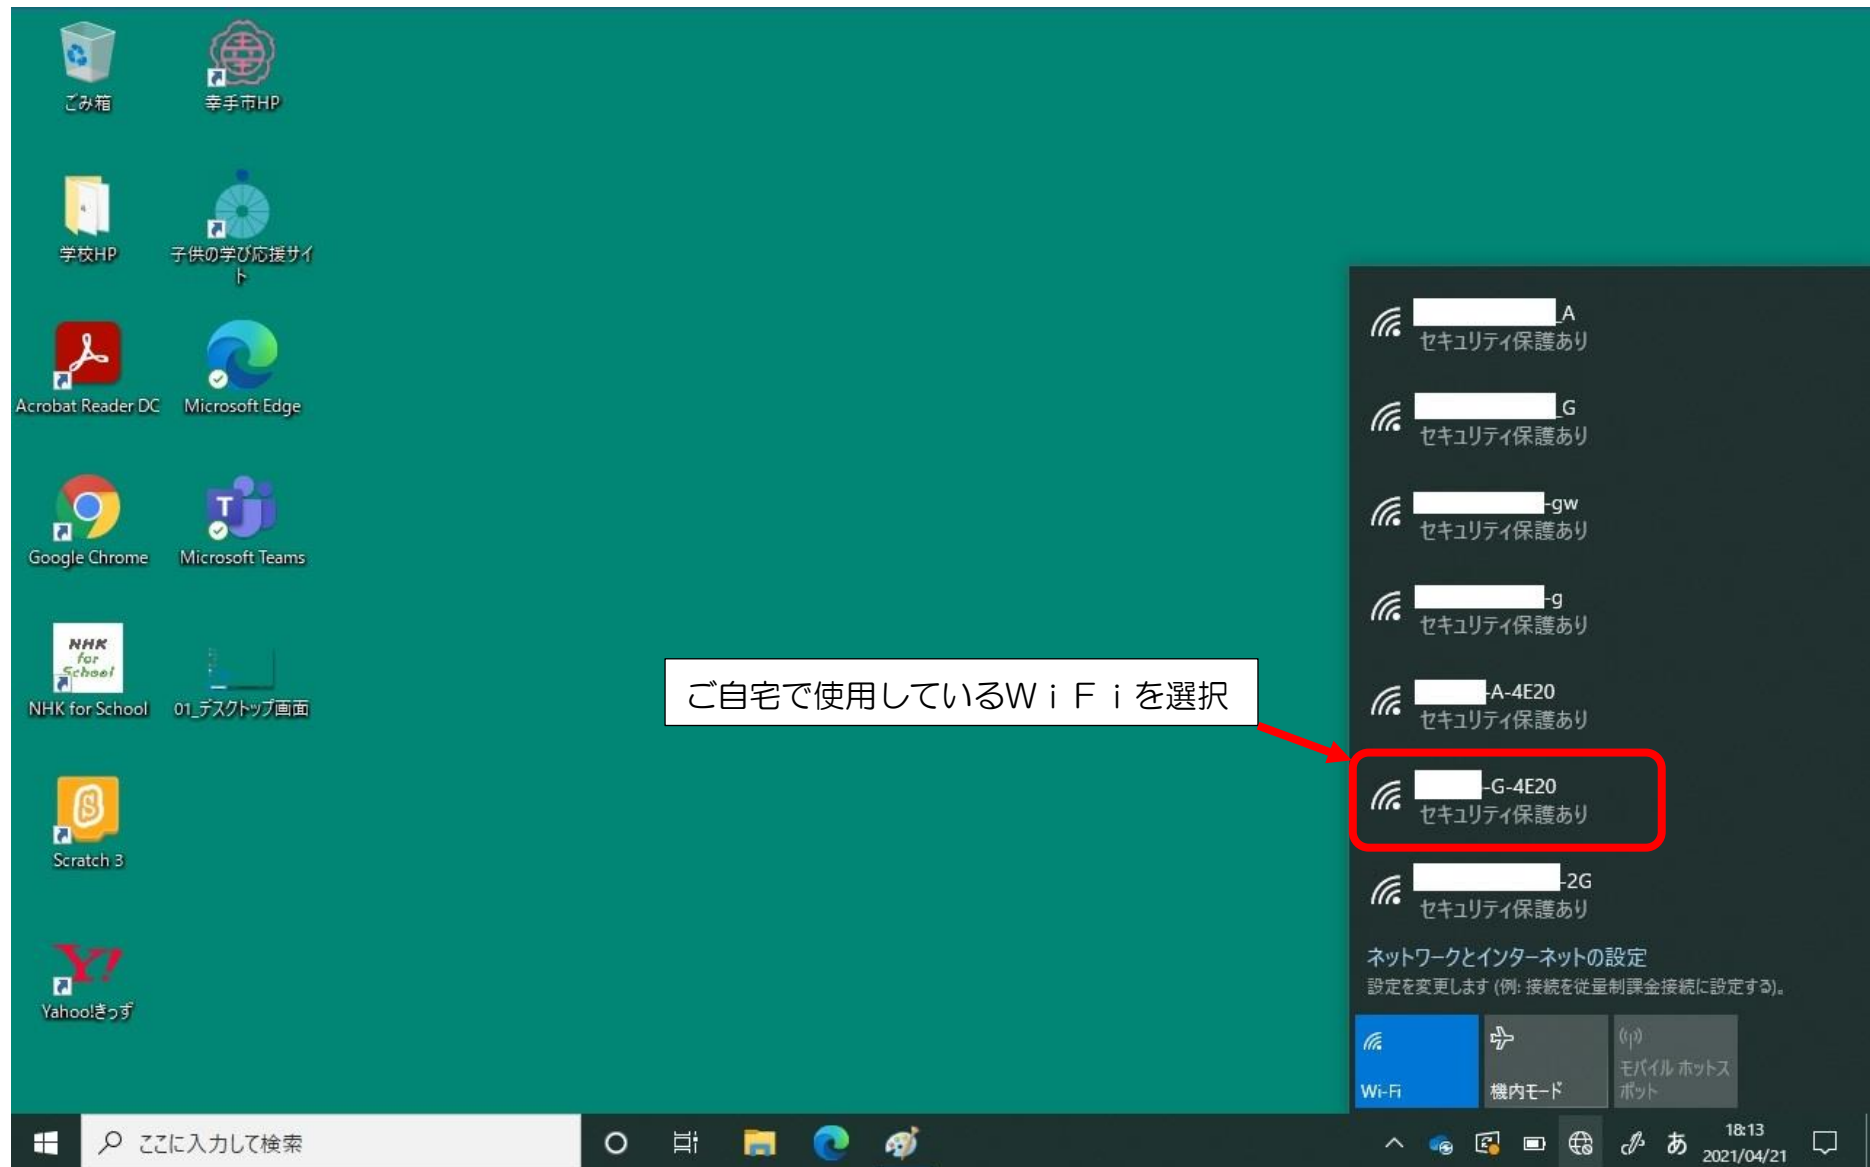 ごみ箱
幸手市HP
学校HP
子供の学び応援サイ
ト
Acrobat Reader DC
Microsoft Edge
Google Chrome
T
Microsoft Teams
NHK
for
School
NHK for School
01_デスクトップ画面
S
Scratch 3
Y!
Yahoo!きっず
ご自宅で使用しているＷｉＦｉを選択
_A
セキュリティ保護あり
_G
セキュリティ保護あり
-gw
セキュリティ保護あり
-g
セキュリティ保護あり
-A-4E20
セキュリティ保護あり
-G-4E20
セキュリティ保護あり
-2G
セキュリティ保護あり
ネットワークとインターネットの設定
設定を変更します (例: 接続を従量制課金接続に設定する)。
Wi-Fi
機内モード
モバイル ホットス
ポット
ここに入力して検索
あ
18:13
2021/04/21